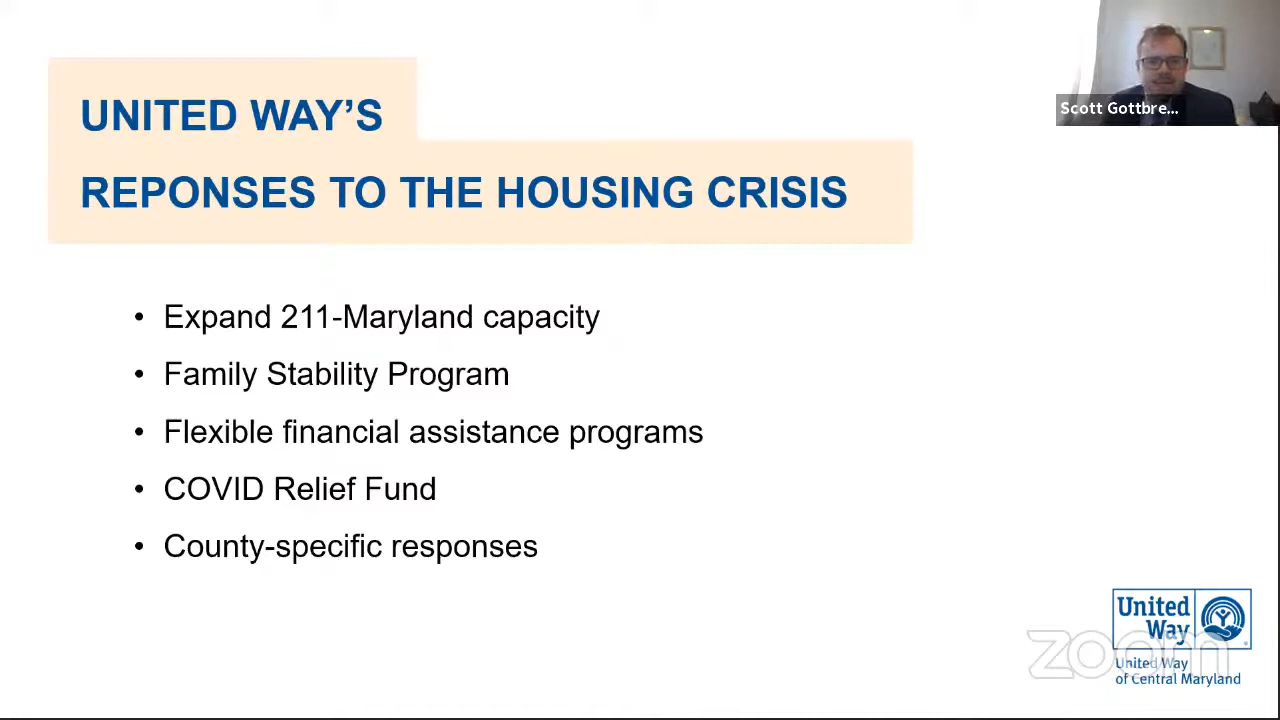 UNITED WAY’S
REPONSES TO THE HOUSING CRISIS
Scott Gottbre...
• Expand 211-Maryland capacity
• Family Stability Program
• Flexible financial assistance programs
• COVID Relief Fund
• County-specific responses
United
Way
zoom
United Way
of Central Maryland